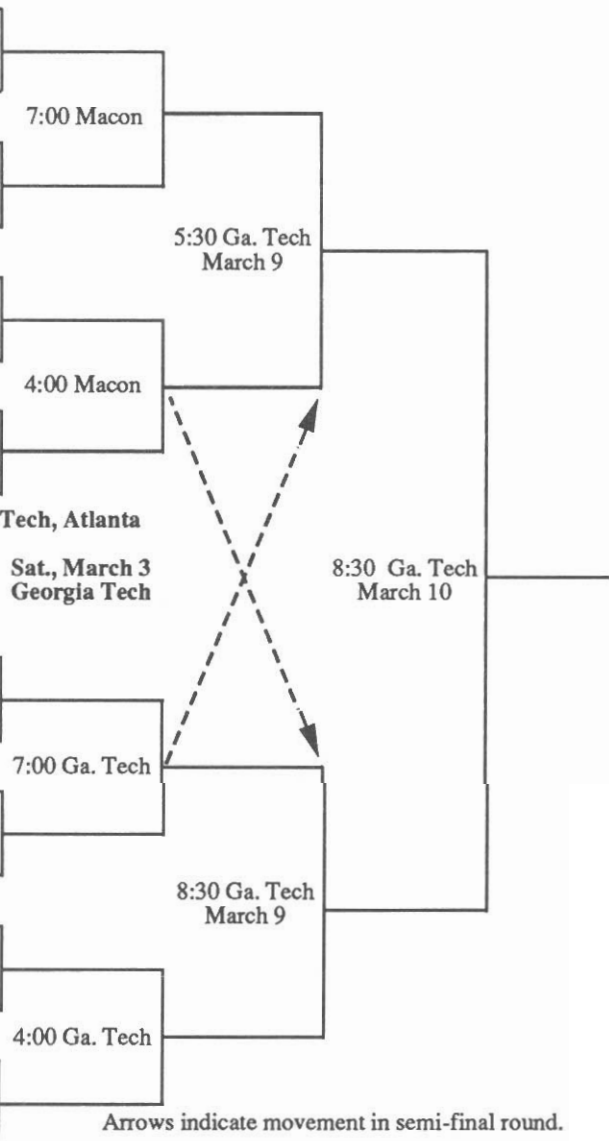 7:00 Macon
5:30 Ga. Tech
March 9
4:00 Macon
Tech, Atlanta
Sat., March 3
Georgia Tech
8:30 Ga. Tech
March 10
7:00 Ga. Tech
8:30 Ga. Tech
March 9
4:00 Ga. Tech
Arrows indicate movement in semi-final round.